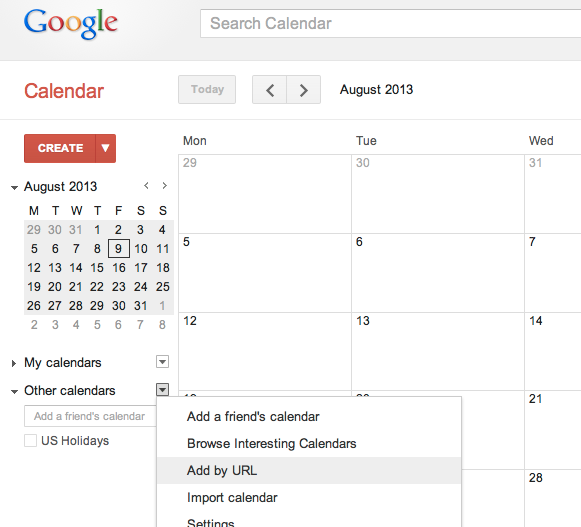 Google
Search Calendar
Calendar
Today
August 2013
CREATE
Mon Tue Wed
29 30 31
August 2013
M T W T F S S
29 30 31 1 2 3 4
5 6 7 8 9 10 11
12 13 14 15 16 17 18
19 20 21 22 23 24 25
26 27 28 29 30 31 1
2 3 4 5 6 7 8
5 6 7
12 13 14
My calendars
Other calendars
Add a friend's calendar
US Holidays
19 20 21
Add a friend's calendar
Browse Interesting Calendars
Add by URL
Import calendar
Settings
28